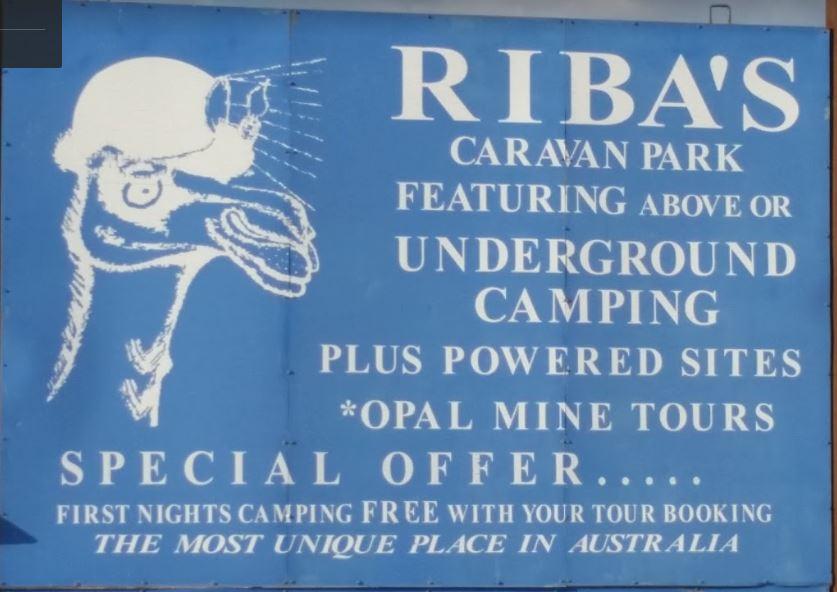 RIBA'S
CARAVAN PARK
FEATURING ABOVE OR
UNDERGROUND
CAMPING
PLUS POWERED SITES
*OPAL MINE TOURS
SPECIAL OFFER.....
FIRST NIGHTS CAMPING FREE WITH YOUR TOUR BOOKING
THE MOST UNIQUE PLACE IN AUSTRALIA